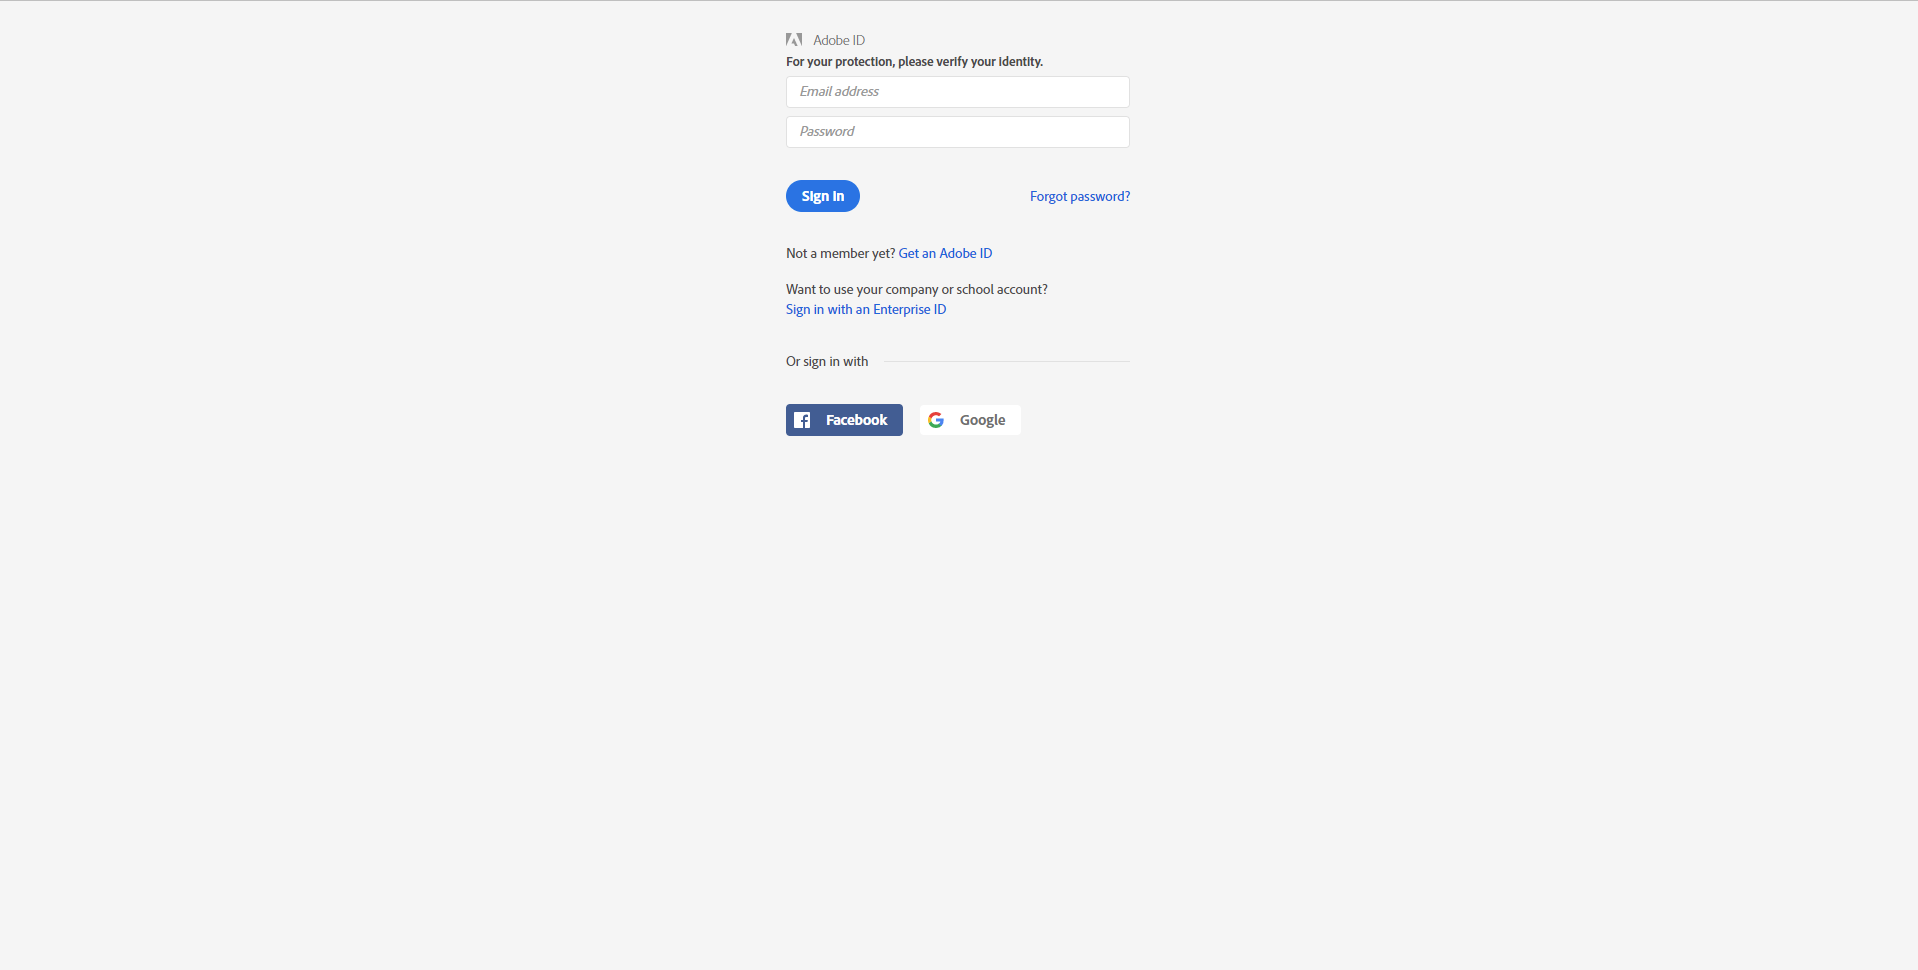 Adobe ID
For your protection, please verify your identity.
Email address
Password
Sign in
Forgot password?
Not a member yet? Get an Adobe ID
Want to use your company or school account?
Sign in with an Enterprise ID
Or sign in with
Facebook
Google